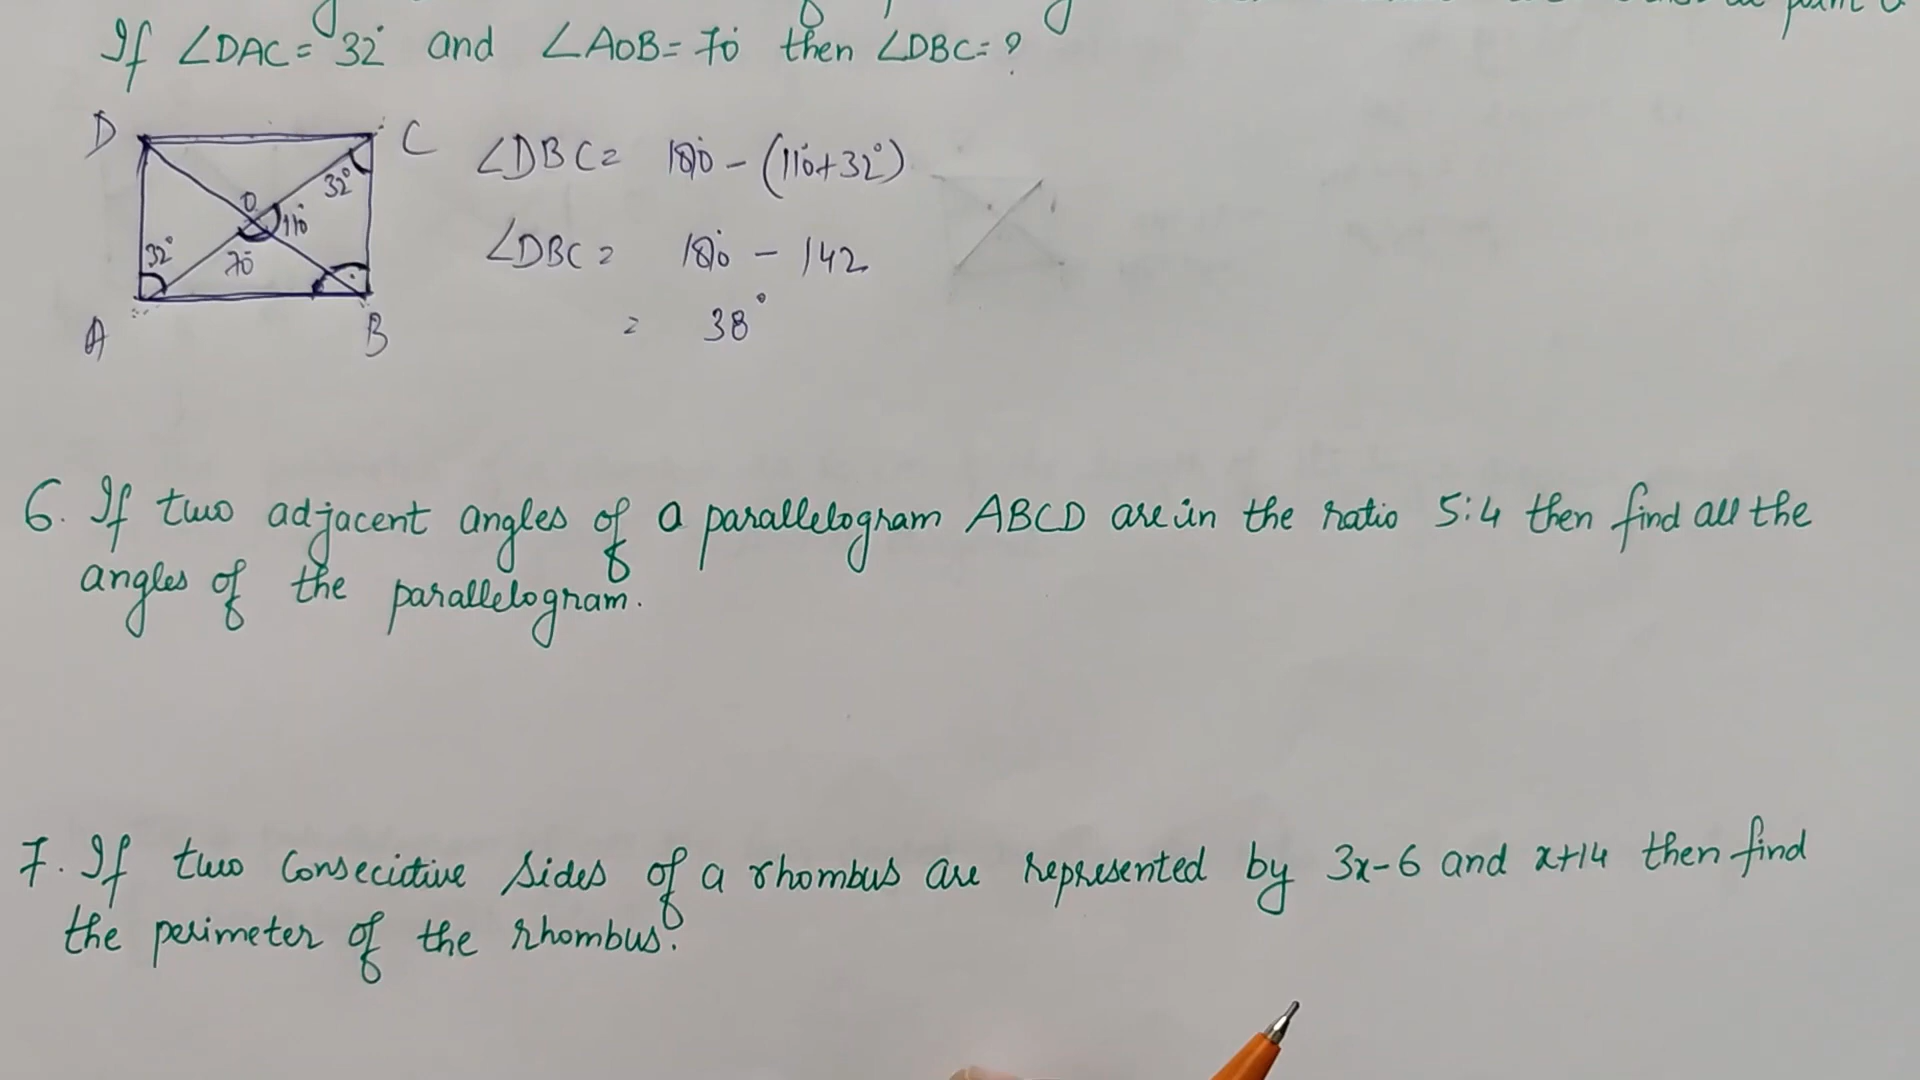 point O
If ∠DAC= 32° and ∠AOB= 70° then ∠DBC= ?
D
C
∠DBC = 180° - (110°+32°)
32°
O
110°
32°
70°
∠DBC = 180° - 142
= 38°
A
B
6. If two adjacent angles of a parallelogram ABCD are in the ratio 5:4 then find all the
angles of the parallelogram.
7. If two Consecitive sides of a rhombus are represented by 3x-6 and x+14 then find
the perimeter of the rhombus?